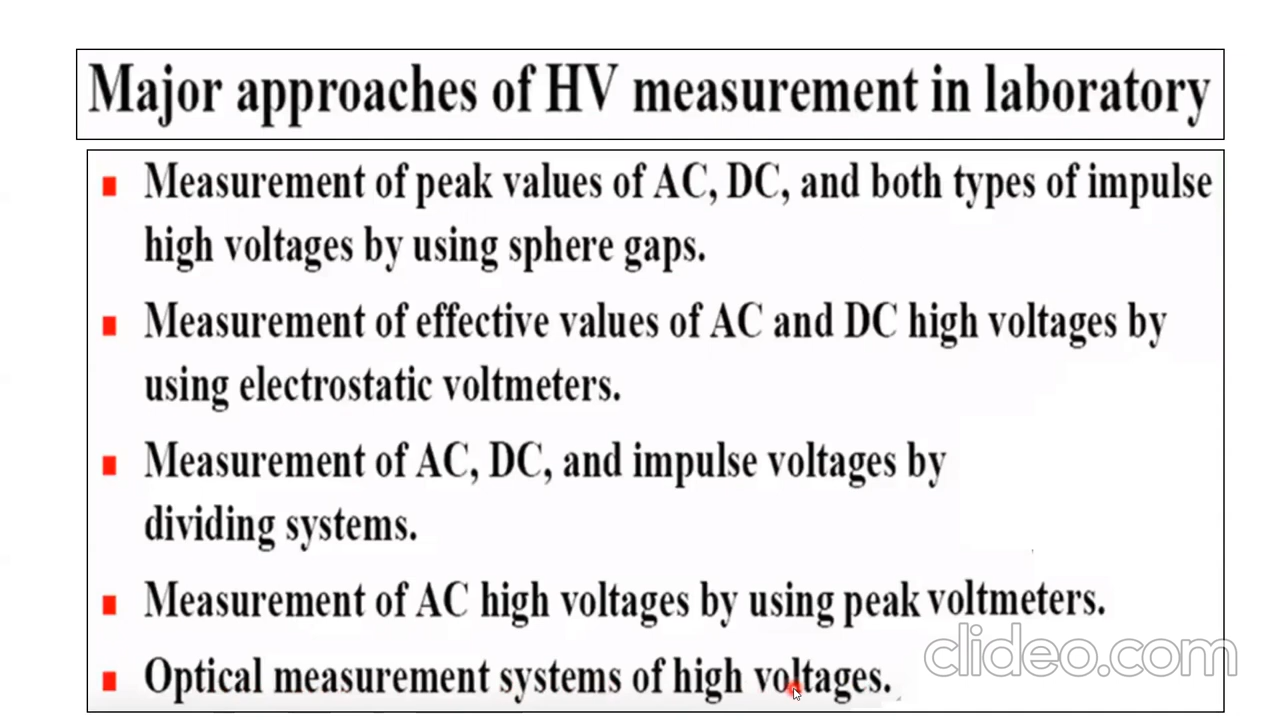 Major approaches of HV measurement in laboratory
Measurement of peak values of AC, DC, and both types of impulse
high voltages by using sphere gaps.
Measurement of effective values of AC and DC high voltages by
using electrostatic voltmeters.
Measurement of AC, DC, and impulse voltages by
dividing systems.
Measurement of AC high voltages by using peak voltmeters.
Optical measurement systems of high voltages.
clideo.com